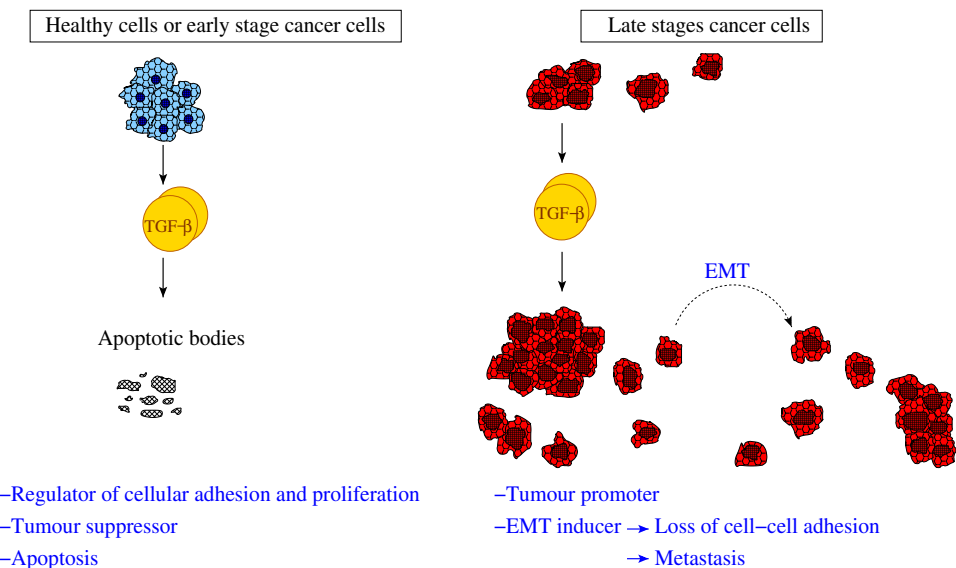 Healthy cells or early stage cancer cells
TGF-β
Apoptotic bodies
–Regulator of cellular adhesion and proliferation
–Tumour suppressor
–Apoptosis
Late stages cancer cells
TGF-β
EMT
–Tumour promoter
–EMT inducer → Loss of cell–cell adhesion
→ Metastasis